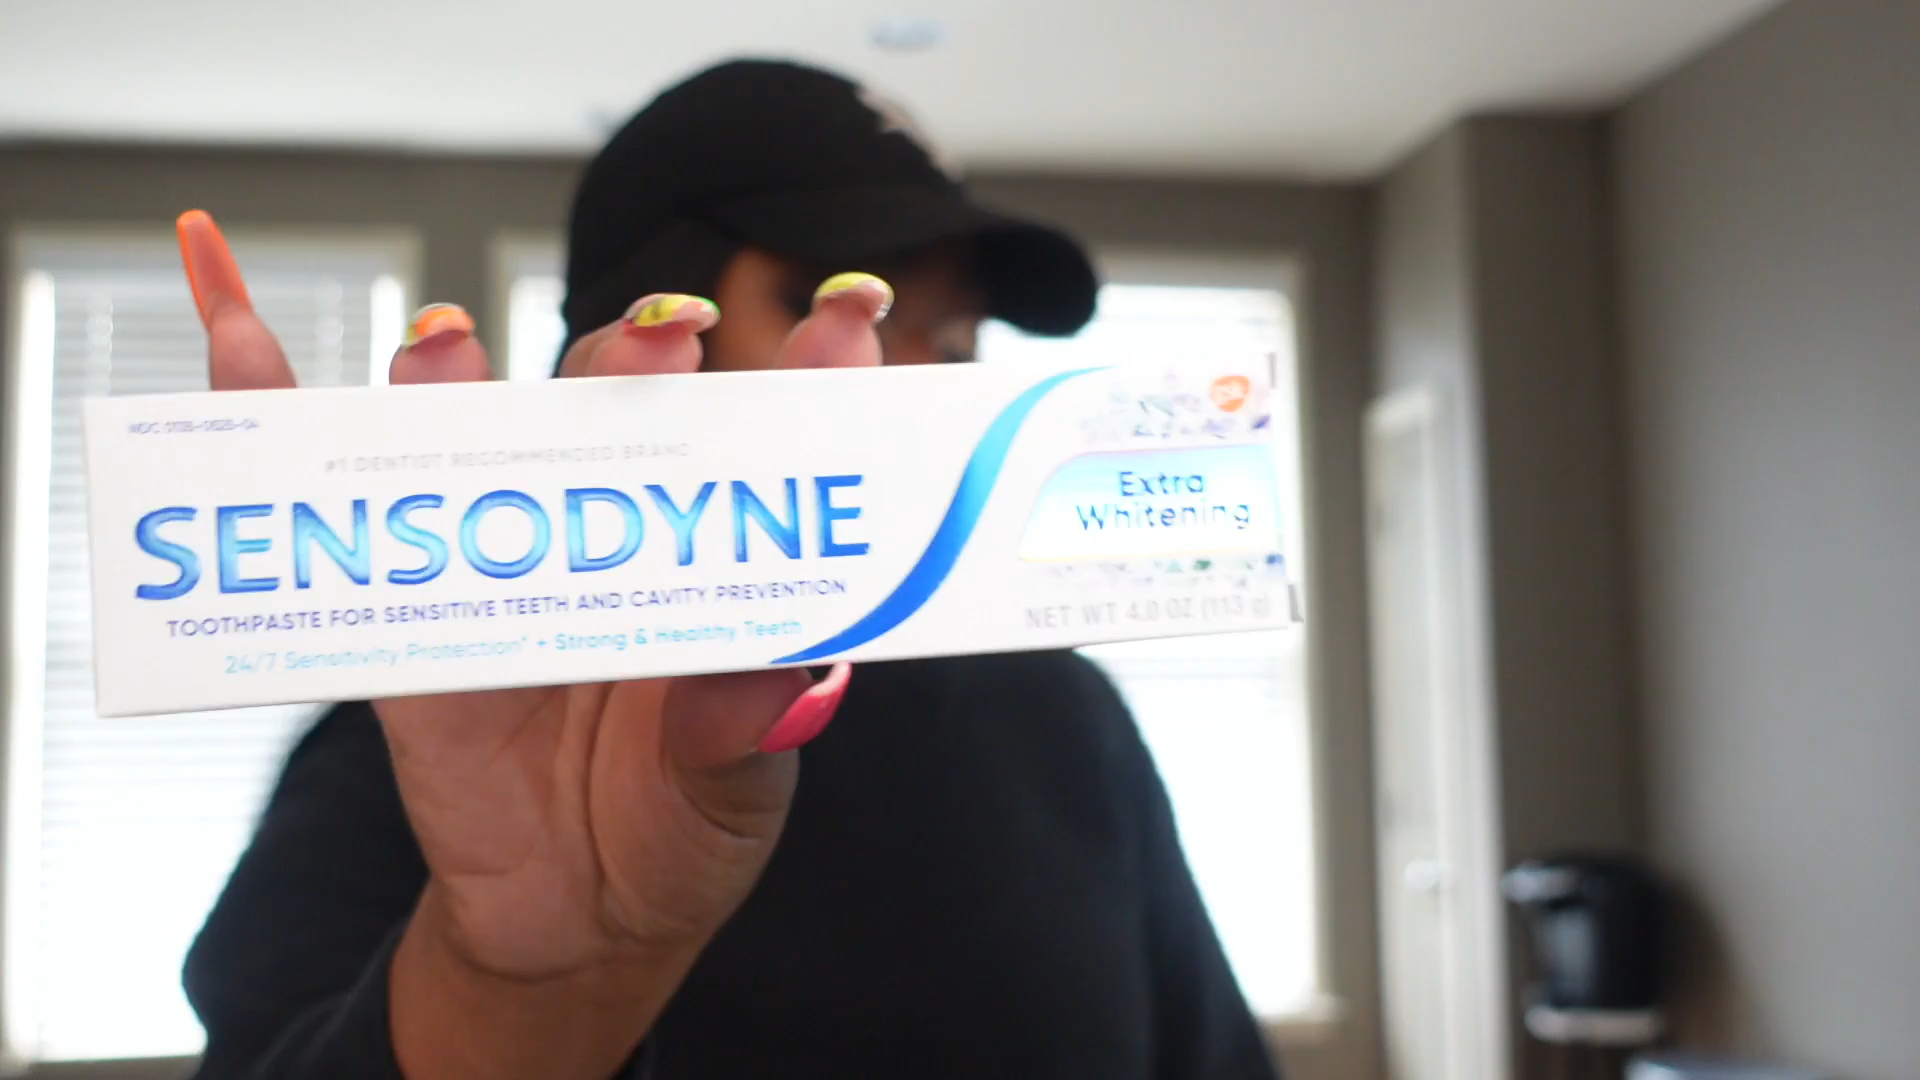 #1 DENTIST RECOMMENDED BRAND
SENSODYNE
TOOTHPASTE FOR SENSITIVE TEETH AND CAVITY PREVENTION
24/7 Sensitivity Protection* + Strong & Healthy Teeth
gsk
Extra
Whitening
NET WT 4.0 OZ (113 g)